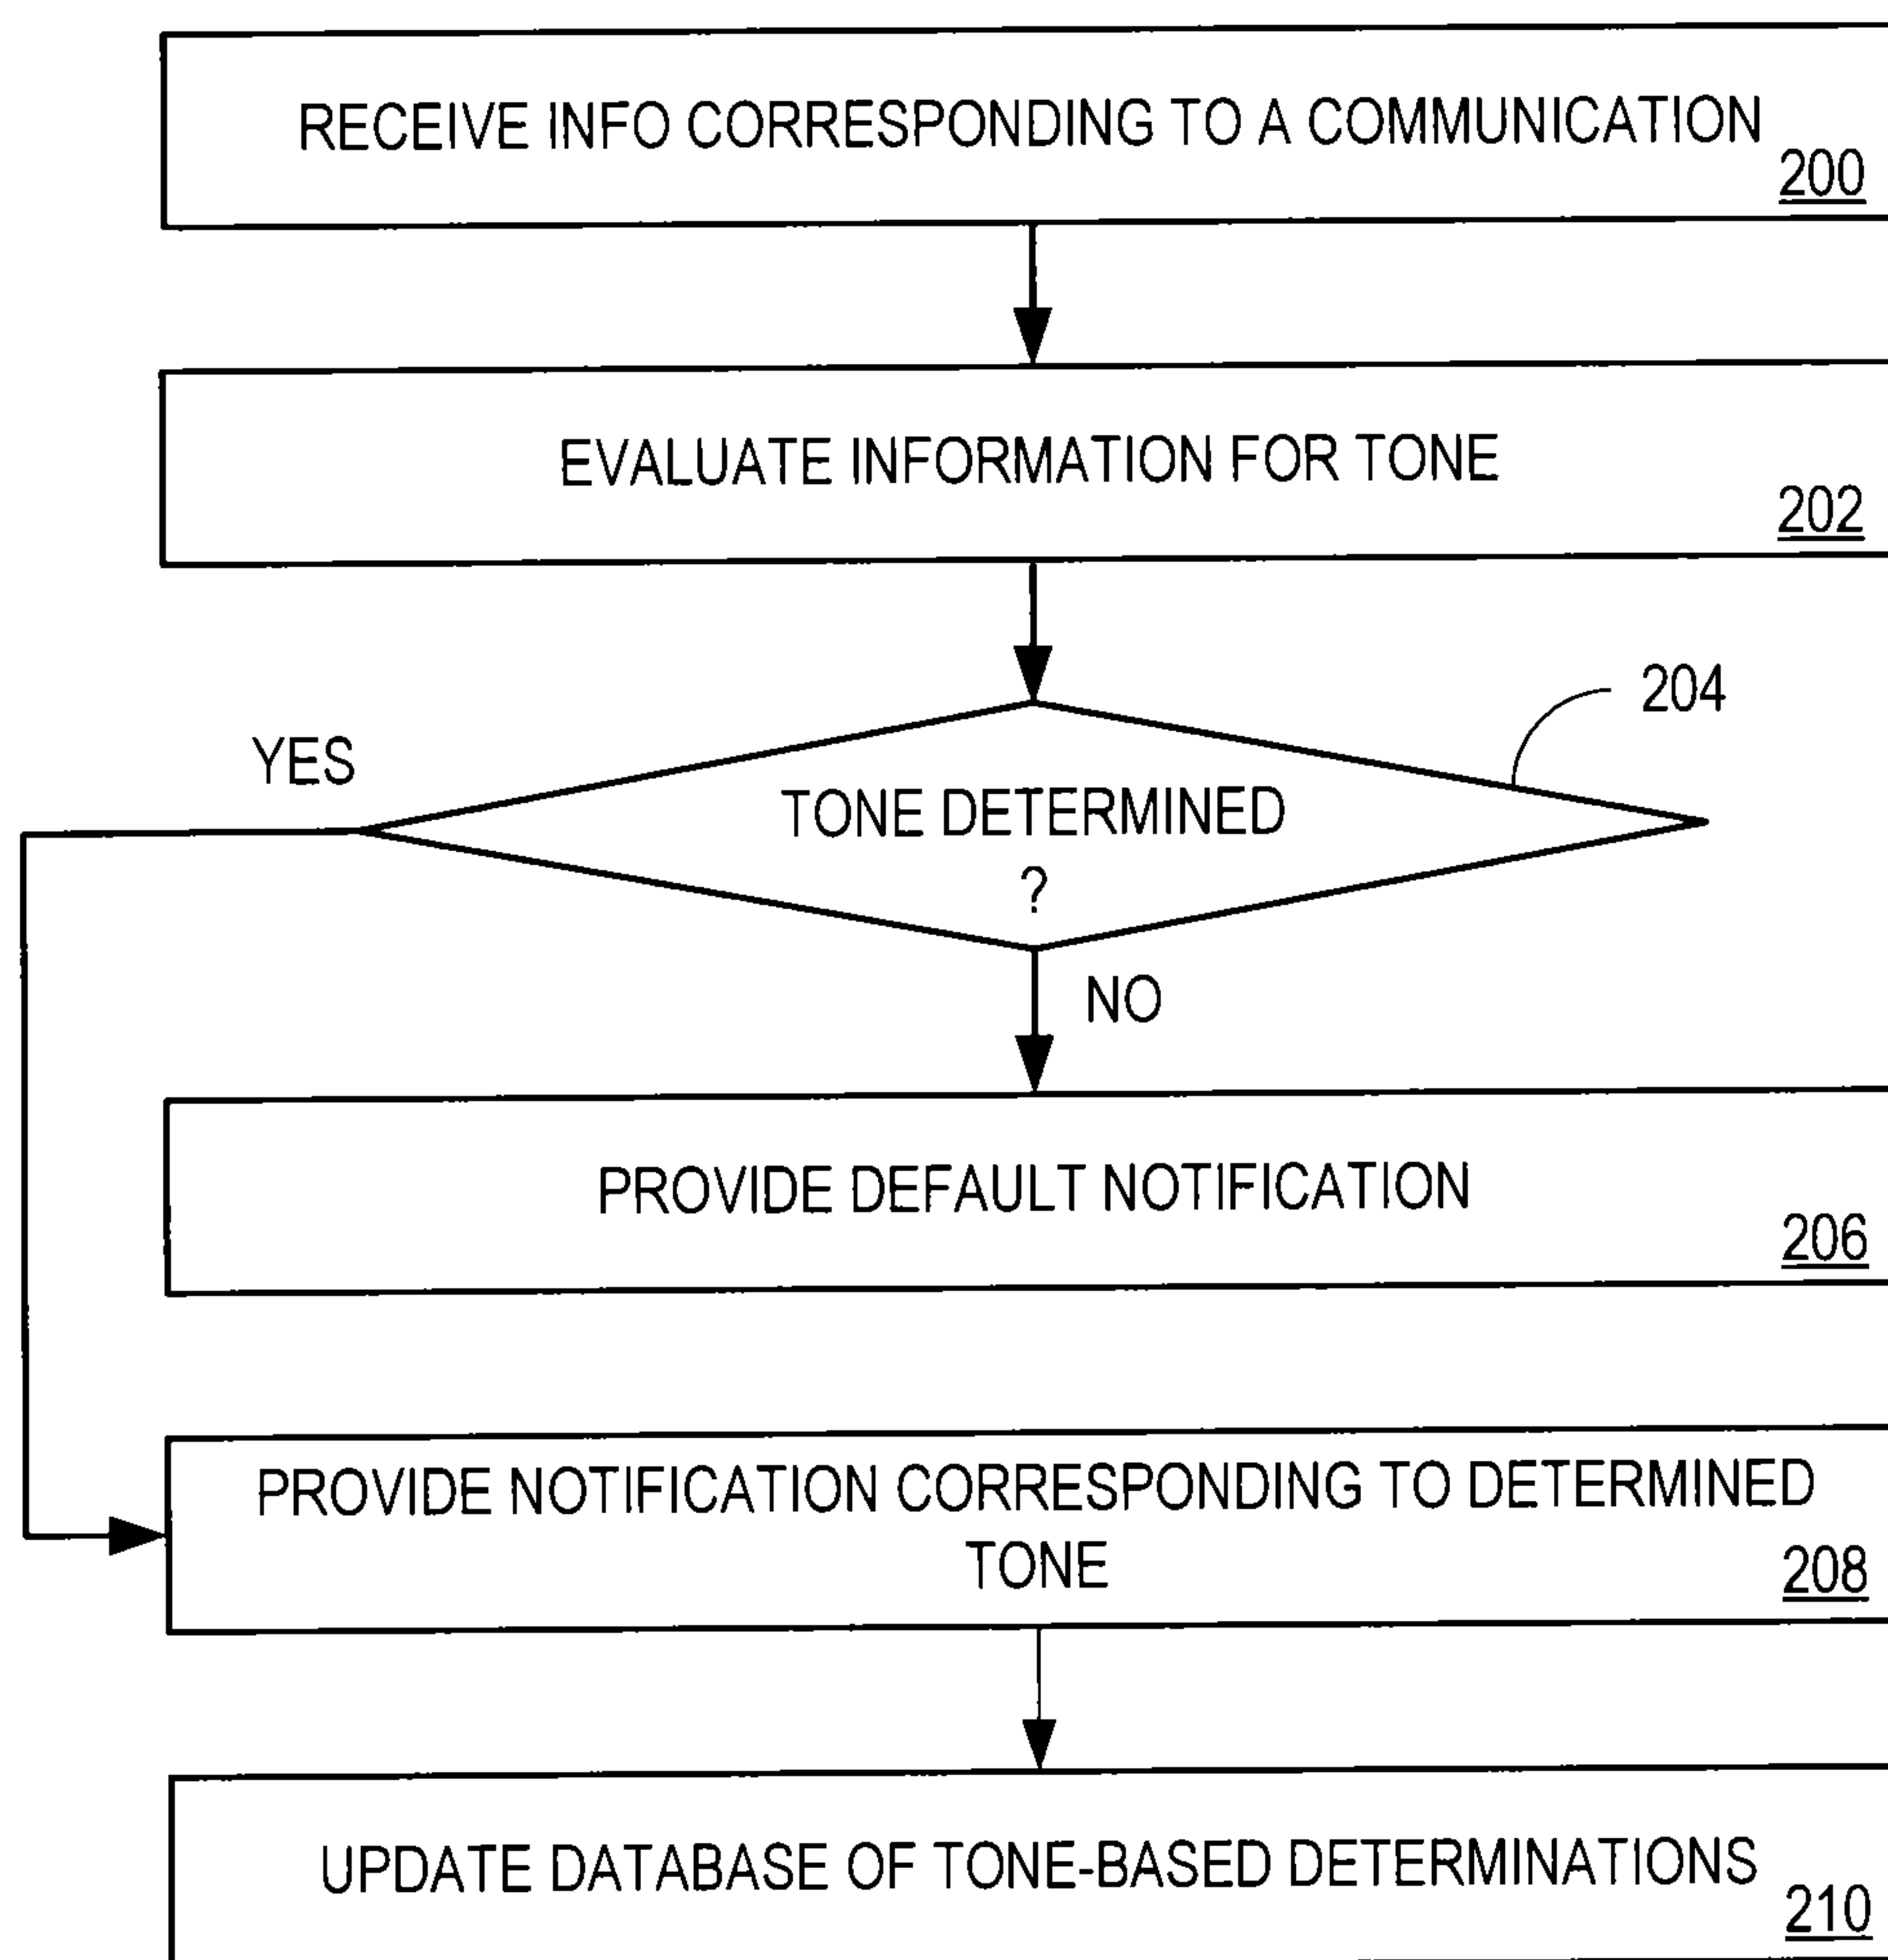 RECEIVE INFO CORRESPONDING TO A COMMUNICATION
200
EVALUATE INFORMATION FOR TONE
202
204
YES
TONE DETERMINED
?
NO
PROVIDE DEFAULT NOTIFICATION
206
PROVIDE NOTIFICATION CORRESPONDING TO DETERMINED
TONE
208
UPDATE DATABASE OF TONE-BASED DETERMINATIONS
210